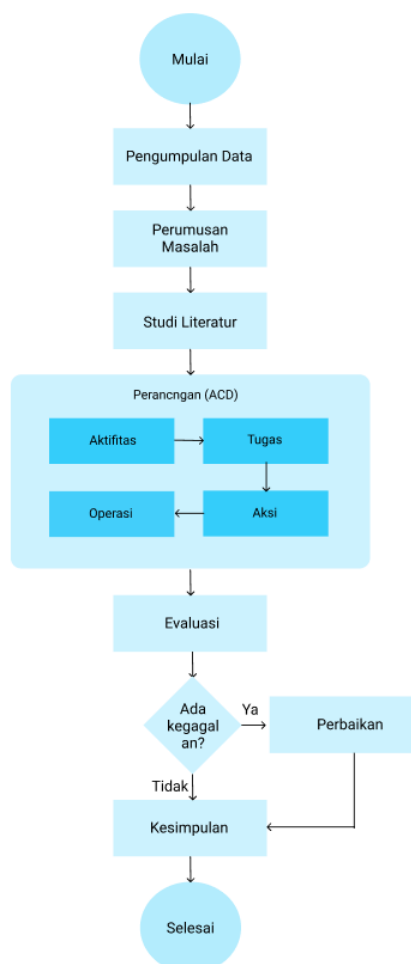 Mulai
Pengumpulan Data
Perumusan
Masalah
Studi Literatur
Perancngan (ACD)
Aktifitas
Tugas
Operasi
Aksi
Evaluasi
Ada
kegagal
an?
Ya
Perbaikan
Tidak
Kesimpulan
Selesai